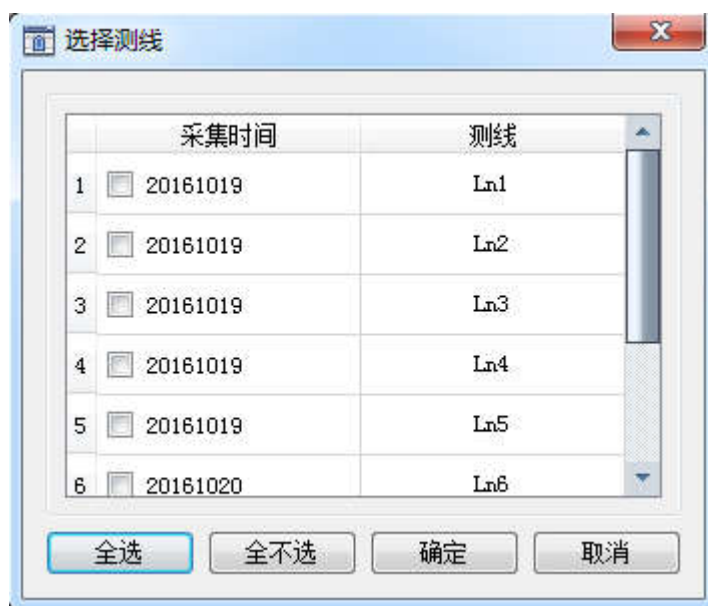 选择测线
采集时间 测线
1 20161019 Ln1
2 20161019 Ln2
3 20161019 Ln3
4 20161019 Ln4
5 20161019 Ln5
6 20161020 Ln6
全选 全不选 确定 取消